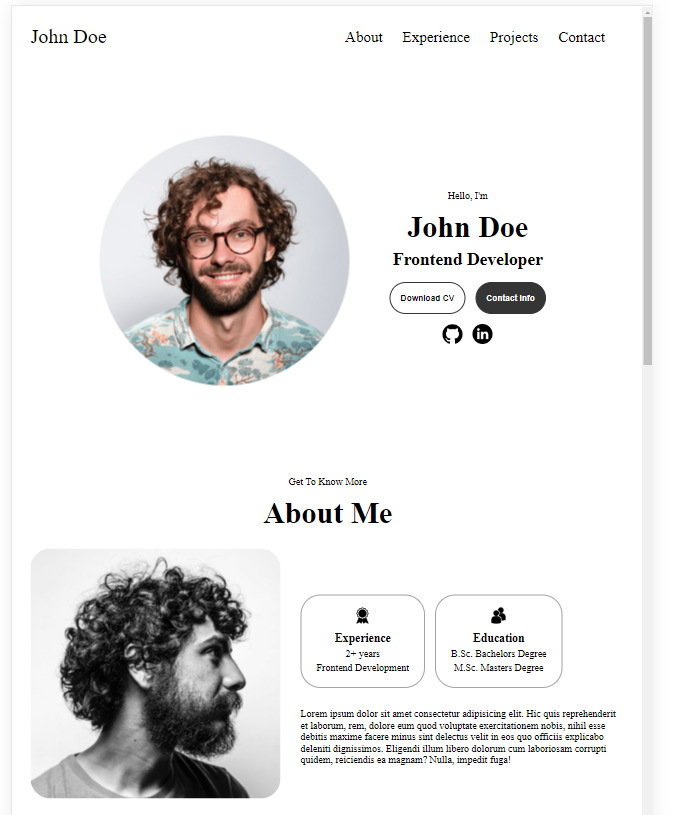 John Doe
About Experience Projects Contact
Hello, I'm
John Doe
Frontend Developer
Download CV Contact Info
in
Get To Know More
About Me
Experience
2+ years
Frontend Development
Education
B.Sc. Bachelors Degree
M.Sc. Masters Degree
Lorem ipsum dolor sit amet consectetur adipisicing elit. Hic quis reprehenderit
et laborum, rem, dolore eum quod voluptate exercitationem nobis, nihil esse
debitis maxime facere minus sint delectus velit in eos quo officiis explicabo
deleniti dignissimos. Eligendi illum libero dolorum cum laboriosam corrupti
quidem, reiciendis ea magnam? Nulla, impedit fuga!